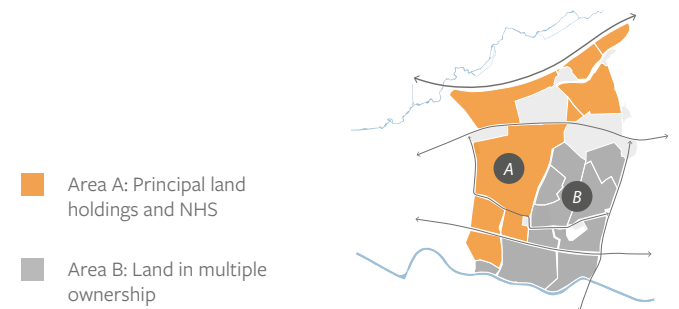 Area A: Principal land
holdings and NHS
Area B: Land in multiple
ownership
A
B